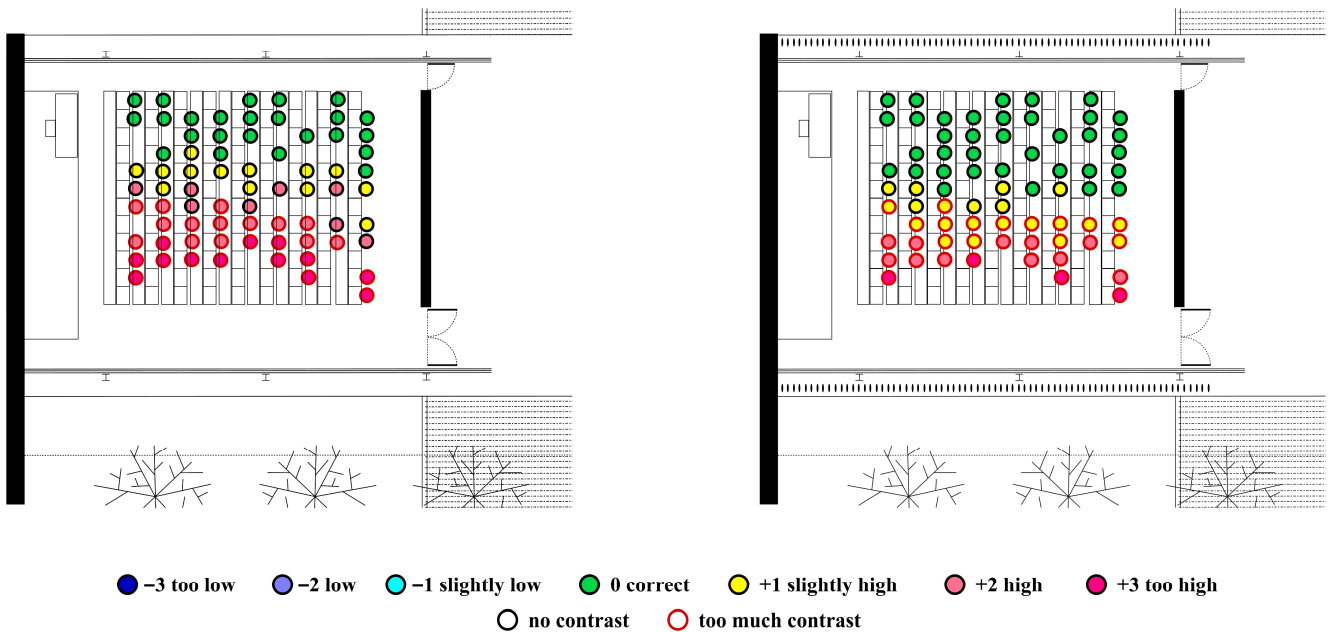 −3 too low −2 low −1 slightly low 0 correct +1 slightly high +2 high +3 too high
no contrast too much contrast